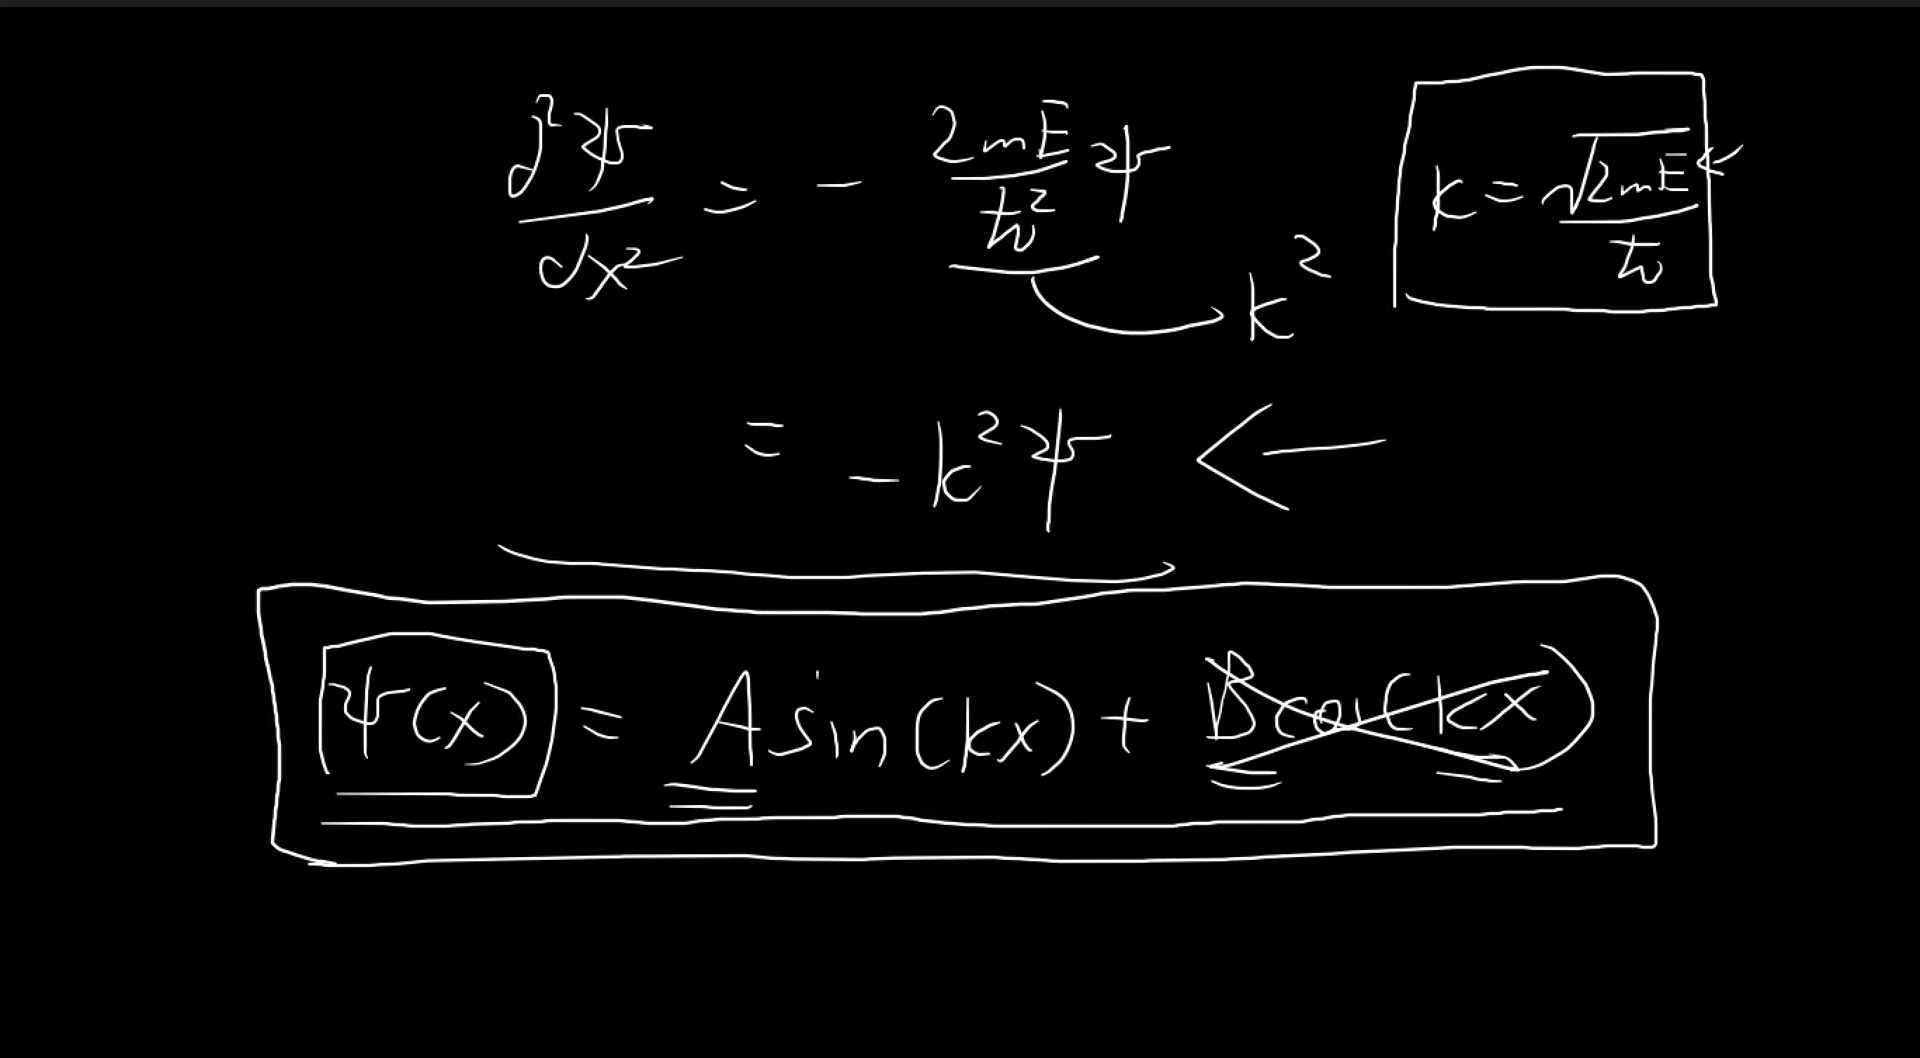 d²ψ/dx² = - 2mE/ħ² ψ
k²
k = √2mE/ħ
= - k²ψ
ψ(x) = A sin(kx) + B cos(kx)